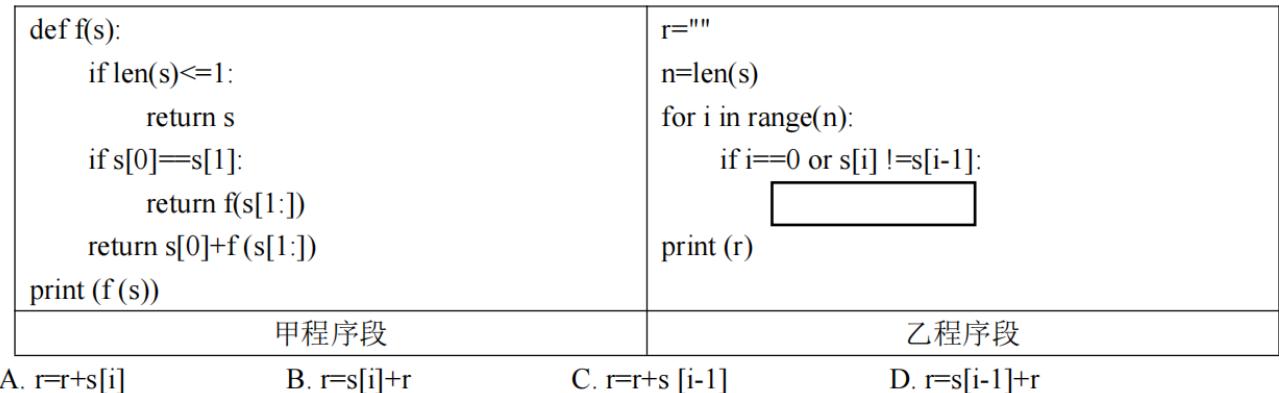 def f(s):
if len(s)<=1:
return s
if s[0]==s[1]:
return f(s[1:])
return s[0]+f (s[1:])
print (f (s))
甲程序段
r=""
n=len(s)
for i in range(n):
if i==0 or s[i] !=s[i-1]:
print (r)
乙程序段
A. r=r+s[i] B. r=s[i]+r C. r=r+s [i-1] D. r=s[i-1]+r